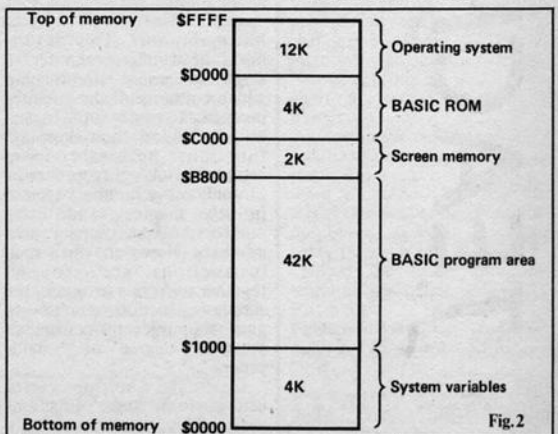 Top of memory $FFFF
12K Operating system
$D000
4K BASIC ROM
$C000
2K Screen memory
$B800
42K BASIC program area
$1000
4K System variables
Bottom of memory $0000
Fig.2